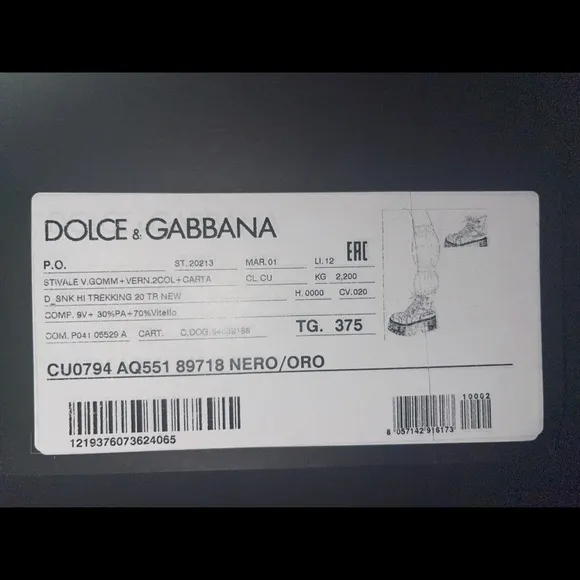 DOLCE & GABBANA
P.O. ST. 20213 MAR. 01 LI. 12 EAC
STIVALE V.GOMM+VERN.2COL+CARTA CL. CU KG 2,200
D_SNK HI TREKKING 20 TR NEW H. 0000 CV. 020
COMP. 9V+ 30%PA+70%Vitello
COM. P041 05529 A CART. C.DOG. TG. 375
CU0794 AQ551 89718 NERO/ORO
10002
1219376073624065
8 057142 916173